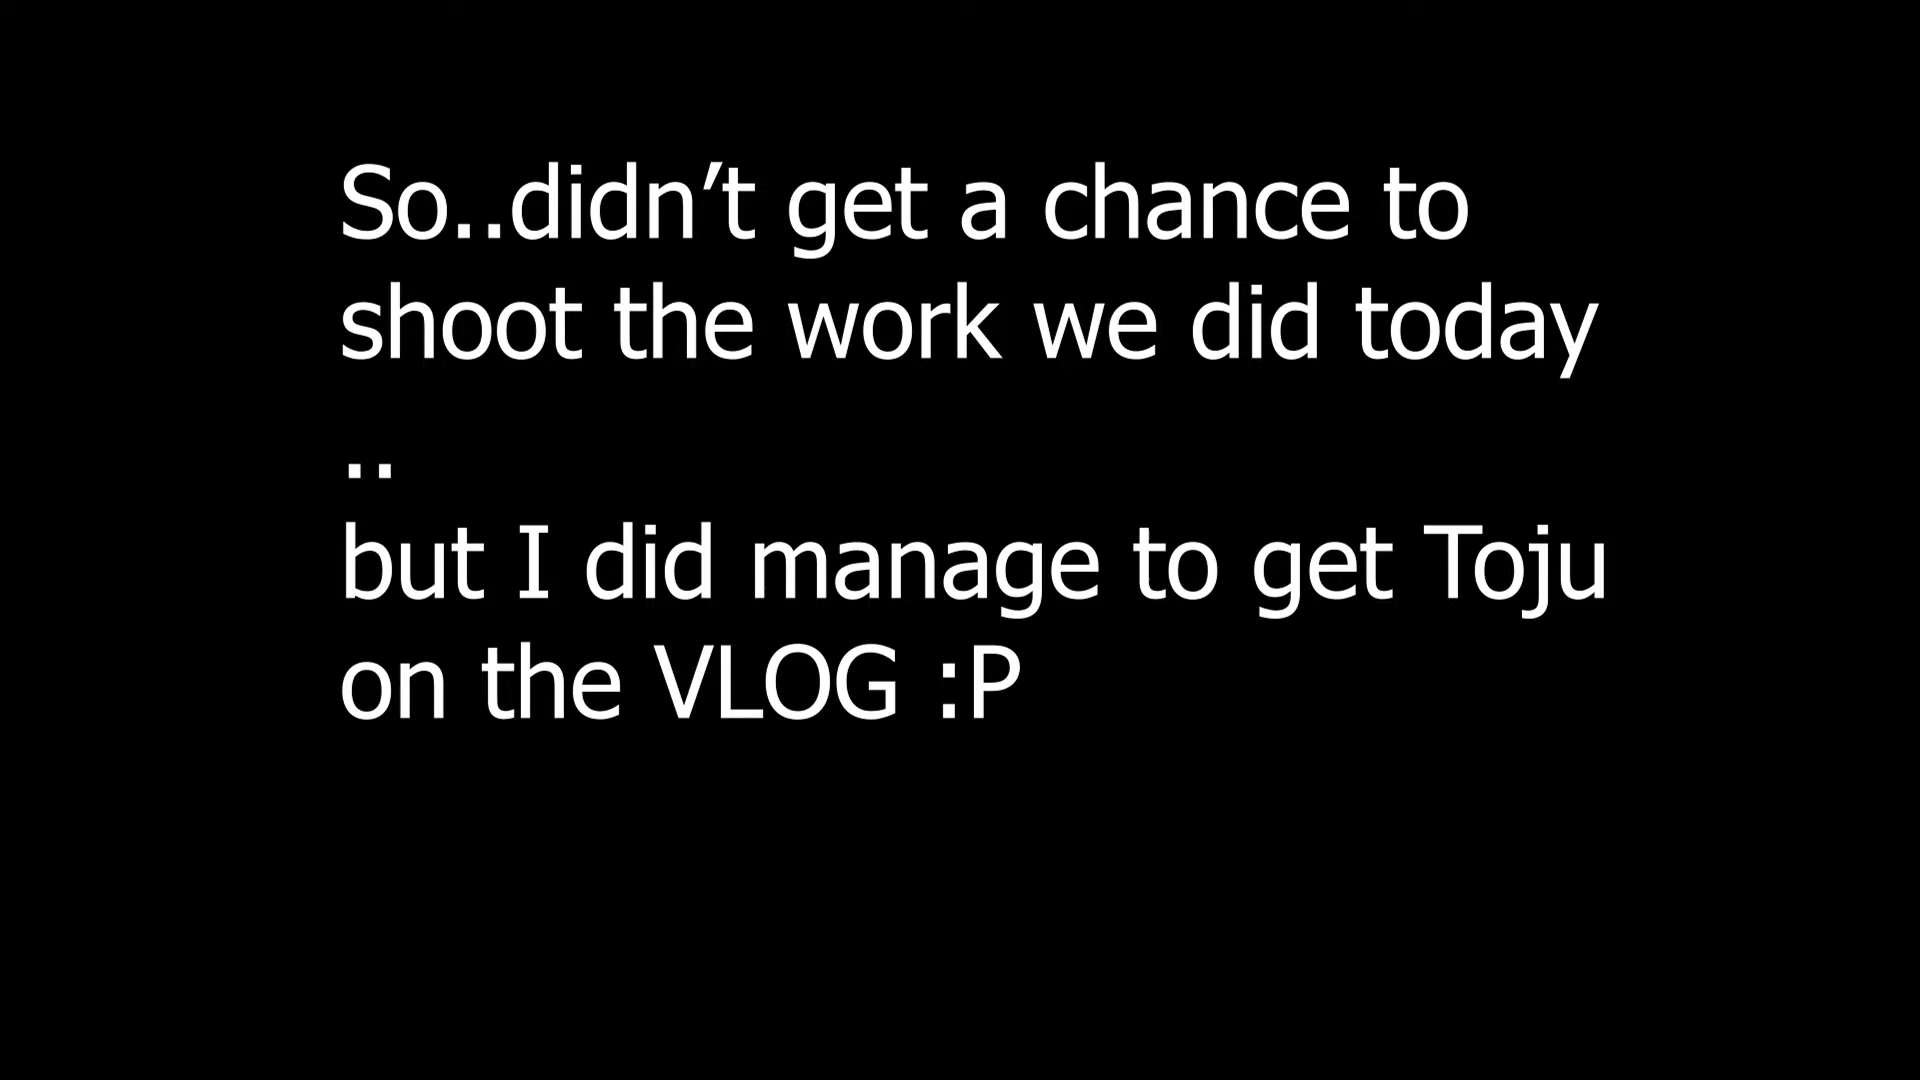 So..didn’t get a chance to
shoot the work we did today
..
but I did manage to get Toju
on the VLOG :P